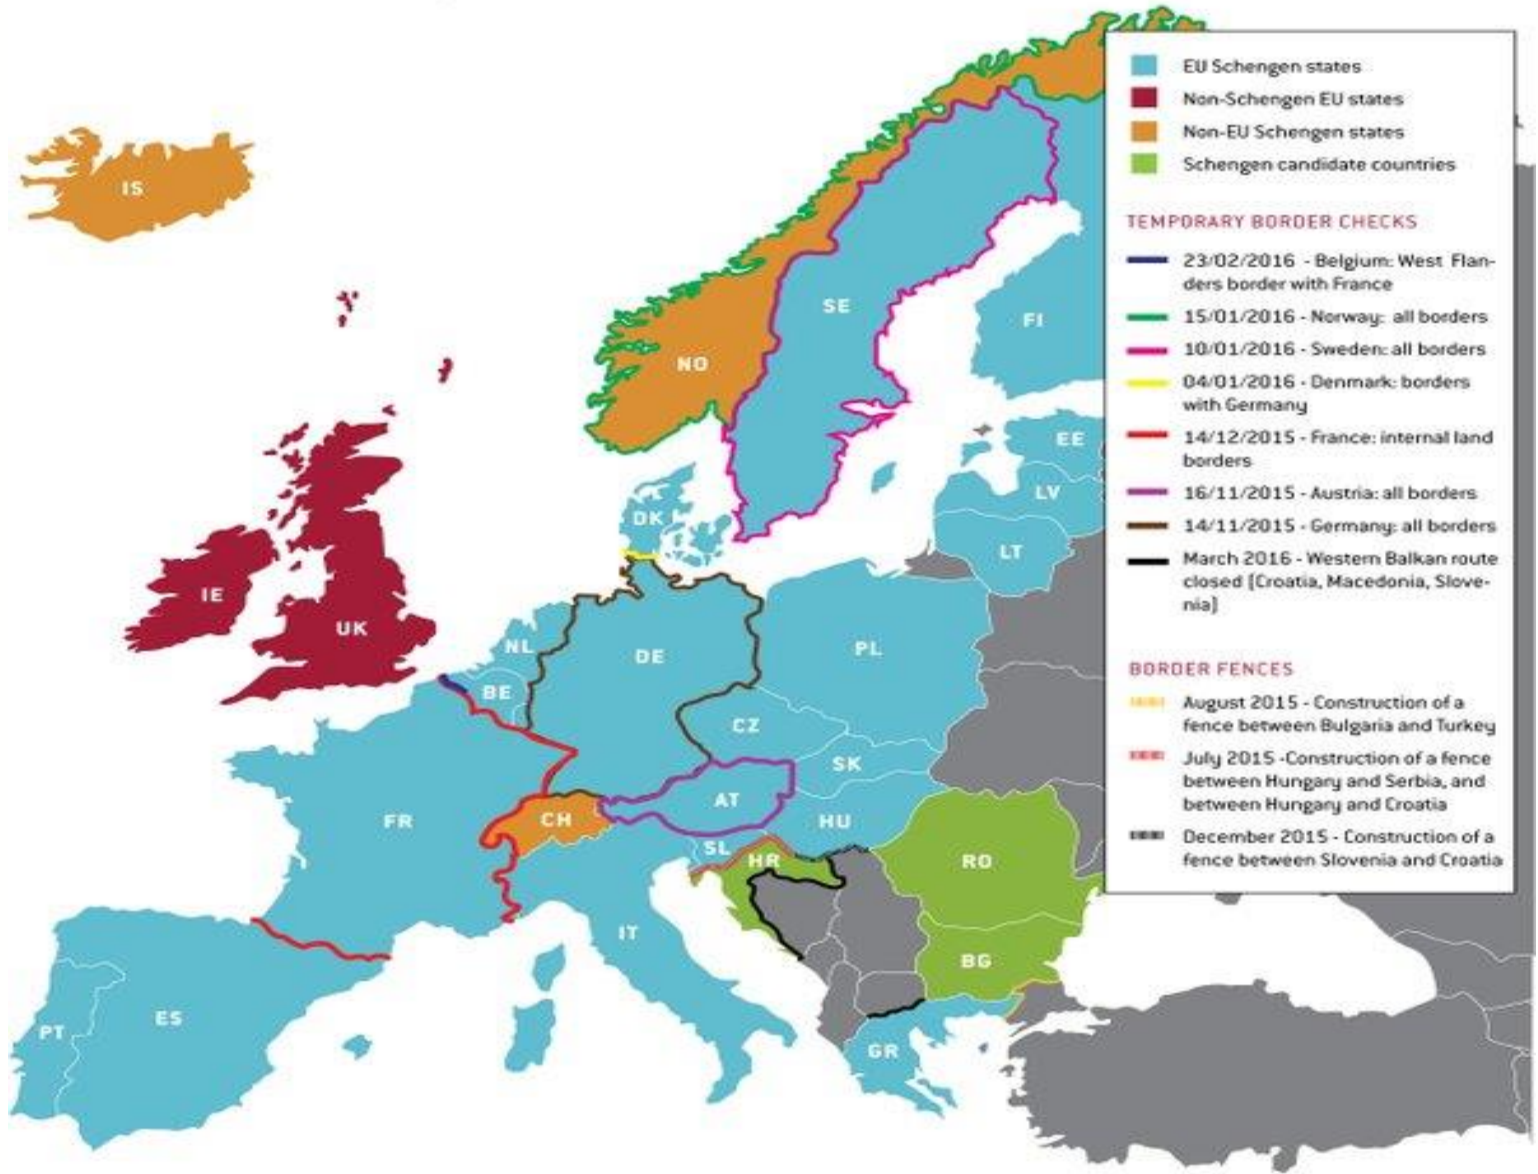 IS
NO
SE
FI
EE
LV
LT
DK
IE
UK
NL
BE
DE
PL
CZ
SK
AT
HU
FR
CH
SL
HR
RO
IT
BG
PT
ES
GR
EU Schengen states
Non-Schengen EU states
Non-EU Schengen states
Schengen candidate countries
TEMPORARY BORDER CHECKS
23/02/2016 - Belgium: West Flan-
ders border with France
15/01/2016 - Norway: all borders
10/01/2016 - Sweden: all borders
04/01/2016 - Denmark: borders
with Germany
14/12/2015 - France: internal land
borders
16/11/2015 - Austria: all borders
14/11/2015 - Germany: all borders
March 2016 - Western Balkan route
closed [Croatia, Macedonia, Slove-
nia]
BORDER FENCES
August 2015 - Construction of a
fence between Bulgaria and Turkey
July 2015 -Construction of a fence
between Hungary and Serbia, and
between Hungary and Croatia
December 2015 - Construction of a
fence between Slovenia and Croatia